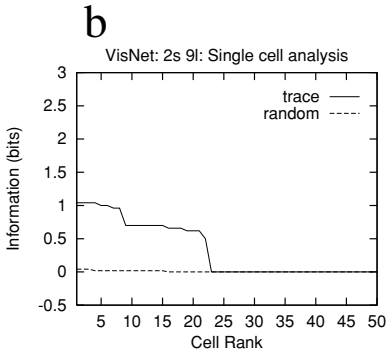 b
VisNet: 2s 9l: Single cell analysis
3
2.5
2
1.5
1
0.5
0
-0.5
Information (bits)
trace
random
5 10 15 20 25 30 35 40 45 50
Cell Rank